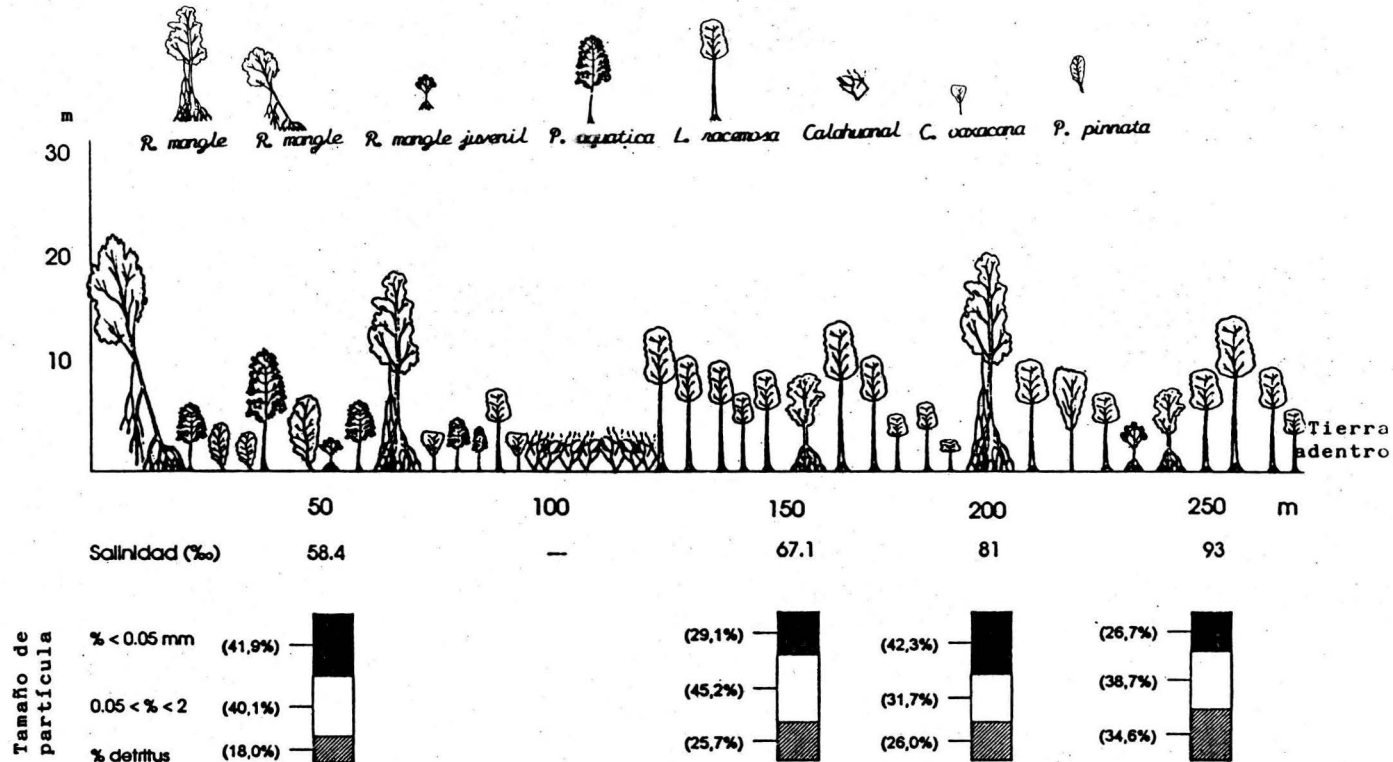 R. mangle R. mangle R. mangle juvenil P. aquatica L. racemosa Calahuanal C. oaxacana P. pinnata
m
30
20
10
Tierra
adentro
50 100 150 200 250 m
Salinidad (‰) 58.4 — 67.1 81 93
Tamaño de
partícula
% < 0.05 mm (41,9%) (29,1%) (42,3%) (26,7%)
0.05 < % < 2 (40,1%) (45,2%) (31,7%) (38,7%)
% detritus (18,0%) (25,7%) (26,0%) (34,6%)